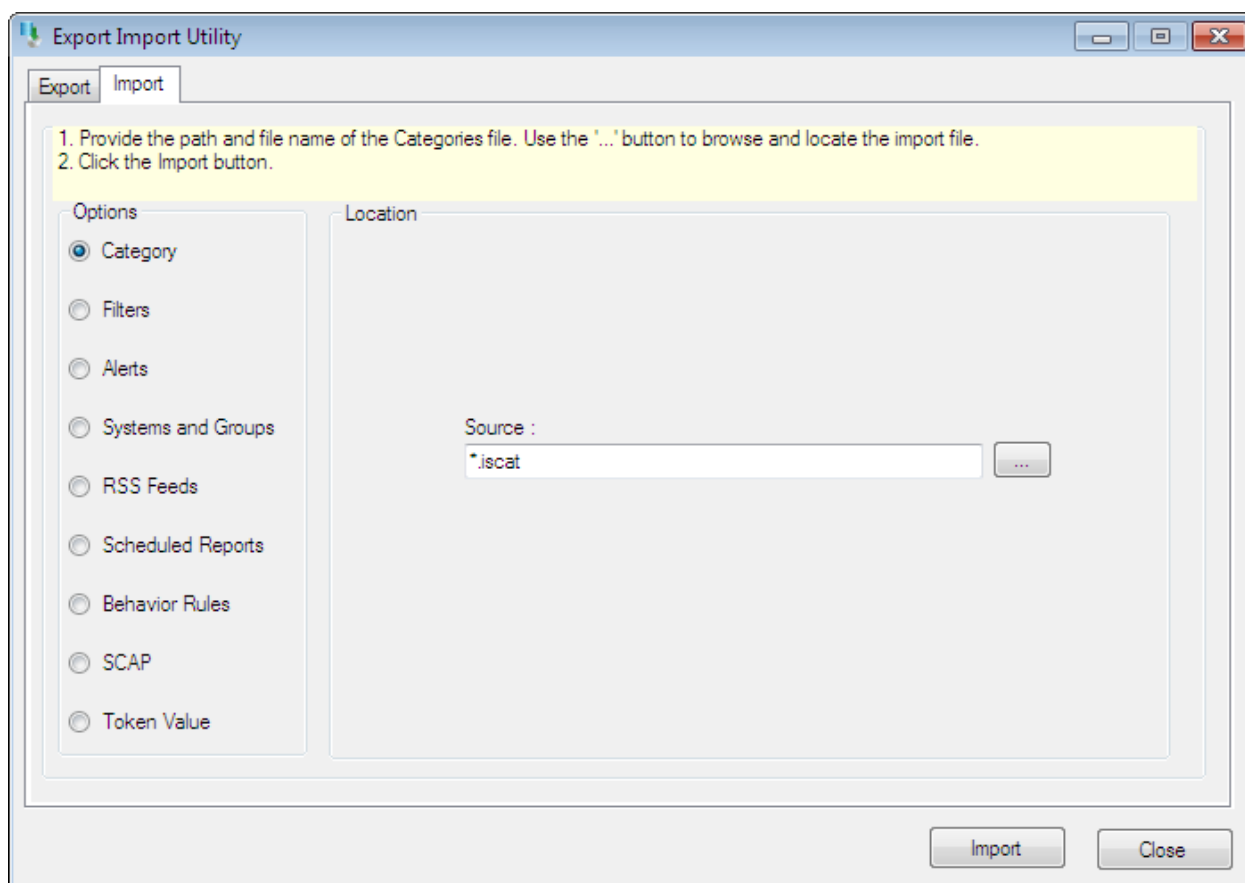 Export Import Utility
Export
Import
1. Provide the path and file name of the Categories file. Use the '...' button to browse and locate the import file.
2. Click the Import button.
Options
Location
Category
Filters
Alerts
Systems and Groups
Source :
*.iscat
...
RSS Feeds
Scheduled Reports
Behavior Rules
SCAP
Token Value
Import
Close